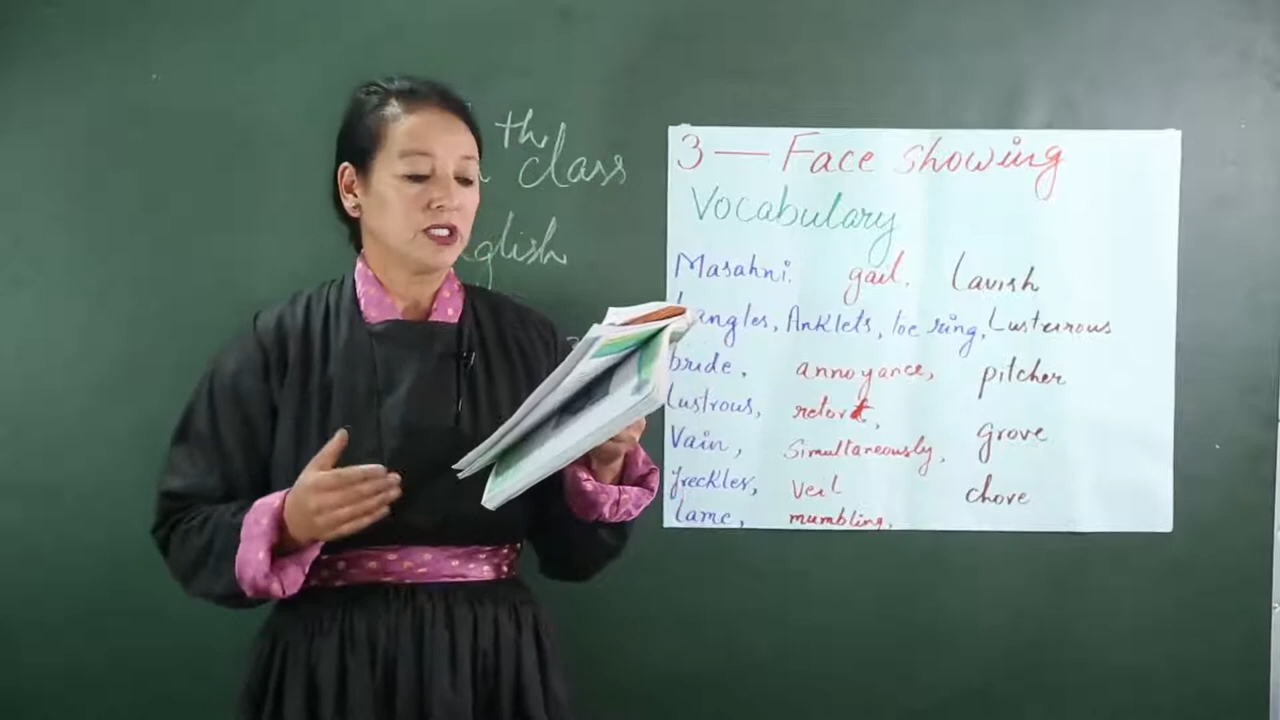 th
class
glish
3 — Face showing
Vocabulary
Masahni. gail. Lavish
bangles, Anklets, toe ring, Lusturous
bride, annoyance, pitcher
Lustrous, retort,
Vain, Simultaneously, grove
freckles, Veil chore
Lame, mumbling,